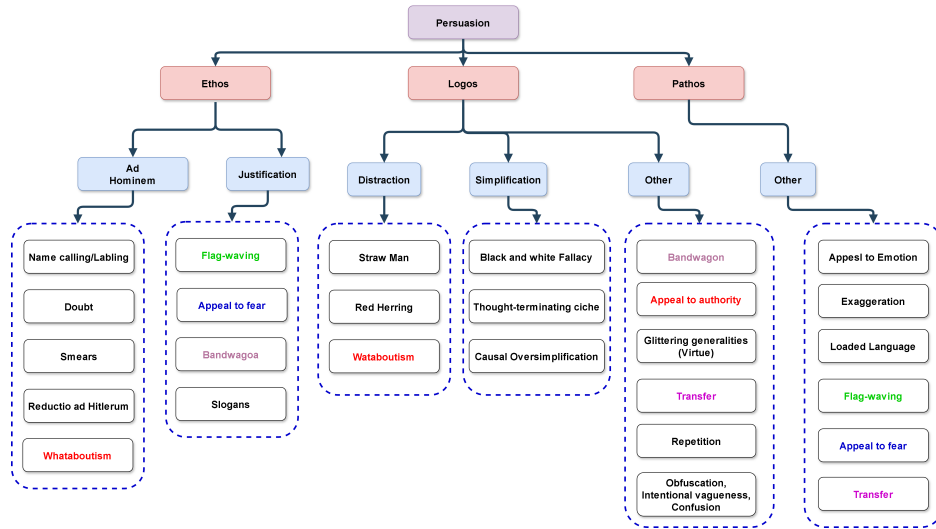 Persuasion
Ethos
Logos
Pathos
Ad
Hominem
Justification
Distraction
Simplification
Other
Other
Name calling/Labling
Doubt
Smears
Reductio ad Hitlerum
Whataboutism
Flag-waving
Appeal to fear
Bandwagoa
Slogans
Straw Man
Red Herring
Wataboutism
Black and white Fallacy
Thought-terminating ciche
Causal Oversimplification
Bandwagon
Appeal to authority
Glittering generalities
(Virtue)
Transfer
Repetition
Obfuscation,
Intentional vagueness,
Confusion
Appesl to Emotion
Exaggeration
Loaded Language
Flag-waving
Appeal to fear
Transfer